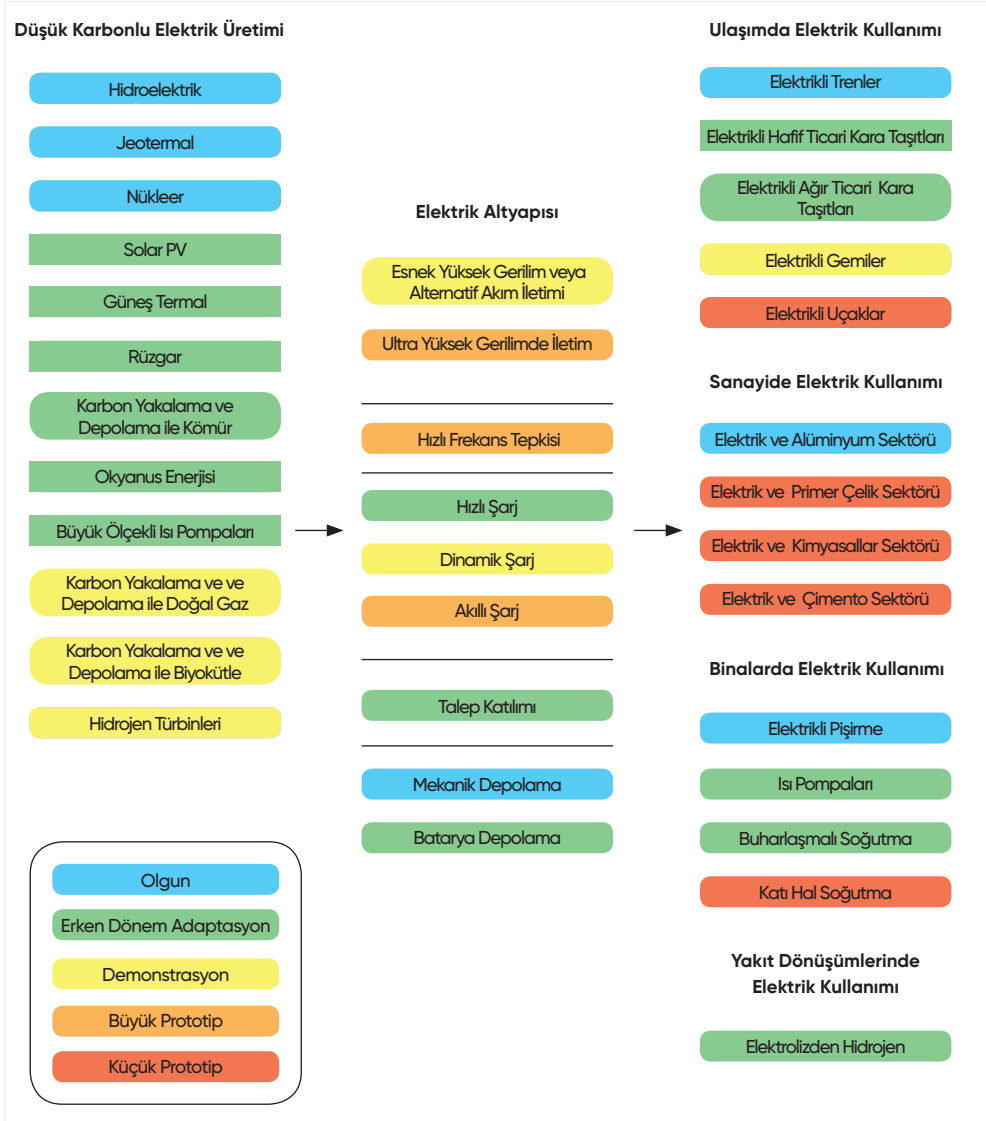 Düşük Karbonlu Elektrik Üretimi
Hidroelektrik
Jeotermal
Nükleer
Solar PV
Güneş Termal
Rüzgar
Karbon Yakalama ve
Depolama ile Kömür
Okyanus Enerjisi
Büyük Ölçekli Isı Pompaları
Karbon Yakalama ve ve
Depolama ile Doğal Gaz
Karbon Yakalama ve ve
Depolama ile Biyokütle
Hidrojen Türbinleri
Olgun
Erken Dönem Adaptasyon
Demonstrasyon
Büyük Prototip
Küçük Prototip
Elektrik Altyapısı
Esnek Yüksek Gerilim veya
Alternatif Akım İletimi
Ultra Yüksek Gerilimde İletim
Hızlı Frekans Tepkisi
Hızlı Şarj
Dinamik Şarj
Akıllı Şarj
Talep Katılımı
Mekanik Depolama
Batarya Depolama
Ulaşımda Elektrik Kullanımı
Elektrikli Trenler
Elektrikli Hafif Ticari Kara Taşıtları
Elektrikli Ağır Ticari Kara
Taşıtları
Elektrikli Gemiler
Elektrikli Uçaklar
Sanayide Elektrik Kullanımı
Elektrik ve Alüminyum Sektörü
Elektrik ve Primer Çelik Sektörü
Elektrik ve Kimyasallar Sektörü
Elektrik ve Çimento Sektörü
Binalarda Elektrik Kullanımı
Elektrikli Pişirme
Isı Pompaları
Buharlaşmalı Soğutma
Katı Hal Soğutma
Yakıt Dönüşümlerinde
Elektrik Kullanımı
Elektrolizden Hidrojen